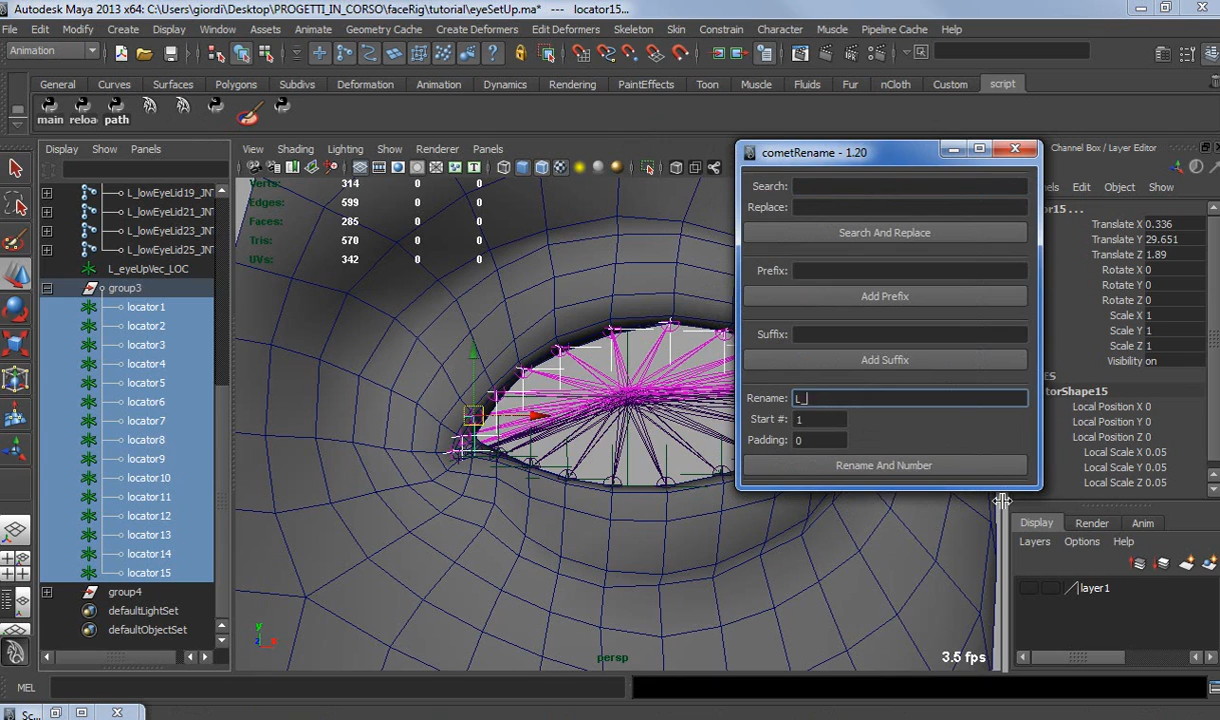 Autodesk Maya 2013 x64: C:\Users\giordi\Desktop\PROGETTI_IN_CORSO\faceRig\tutorial\eyeSetUp.ma* --- locator15...
File Edit Modify Create Display Window Assets Animate Geometry Cache Create Deformers Edit Deformers Skeleton Skin Constrain Character Muscle Pipeline Cache Help
Animation
General Curves Surfaces Polygons Subdivs Deformation Animation Dynamics Rendering PaintEffects Toon Muscle Fluids Fur nCloth Custom script
main reloa path
Display Show Panels
View Shading Lighting Show Renderer Panels
cometRename - 1.20
Channel Box / Layer Editor
Verts: 314 0 0
Edges: 599 0 0
Faces: 285 0 0
Tris: 570 0 0
UVs: 342 0 0
L_lowEyeLid19_JNT
L_lowEyeLid21_JNT
L_lowEyeLid23_JNT
L_lowEyeLid25_JNT
L_eyeUpVec_LOC
group3
locator1
locator2
locator3
locator4
locator5
locator6
locator7
locator8
locator9
locator10
locator11
locator12
locator13
locator14
locator15
group4
defaultLightSet
defaultObjectSet
Search:
Replace:
Search And Replace
Prefix:
Add Prefix
Suffix:
Add Suffix
Rename: L_
Start #: 1
Padding: 0
Rename And Number
Edit Object Show
Translate X 0.336
Translate Y 29.651
Translate Z 1.89
Rotate X 0
Rotate Y 0
Rotate Z 0
Scale X 1
Scale Y 1
Scale Z 1
Visibility on
torShape15
Local Position X 0
Local Position Y 0
Local Position Z 0
Local Scale X 0.05
Local Scale Y 0.05
Local Scale Z 0.05
Display Render Anim
Layers Options Help
layer1
y
x
persp
3.5 fps
MEL
Sc...